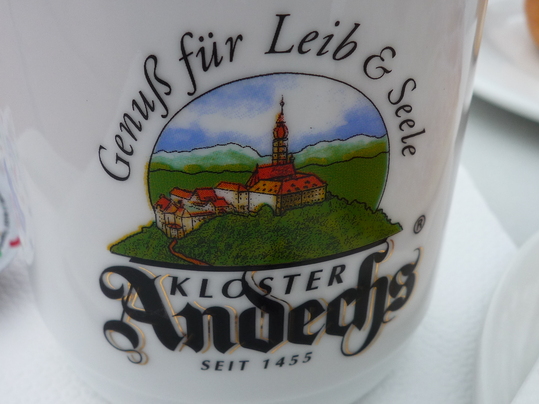 Genuß für Leib & Seele
®
KLOSTER
Andechs
SEIT 1455